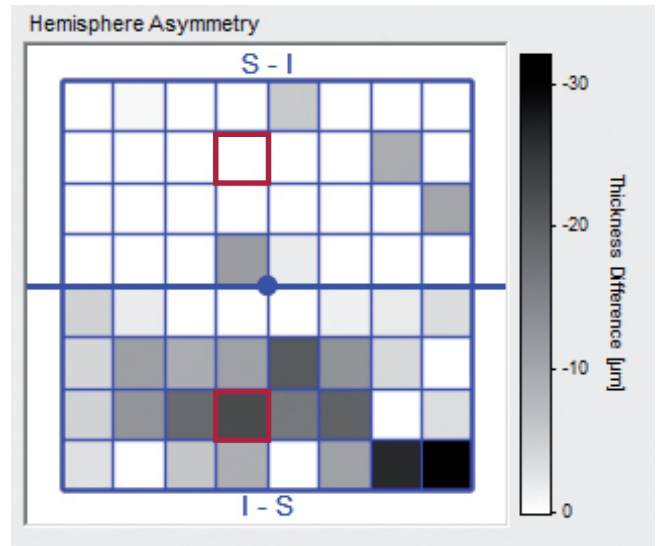 Hemisphere Asymmetry
S - I
-30
-20
-10
0
Thickness Difference [µm]
I - S